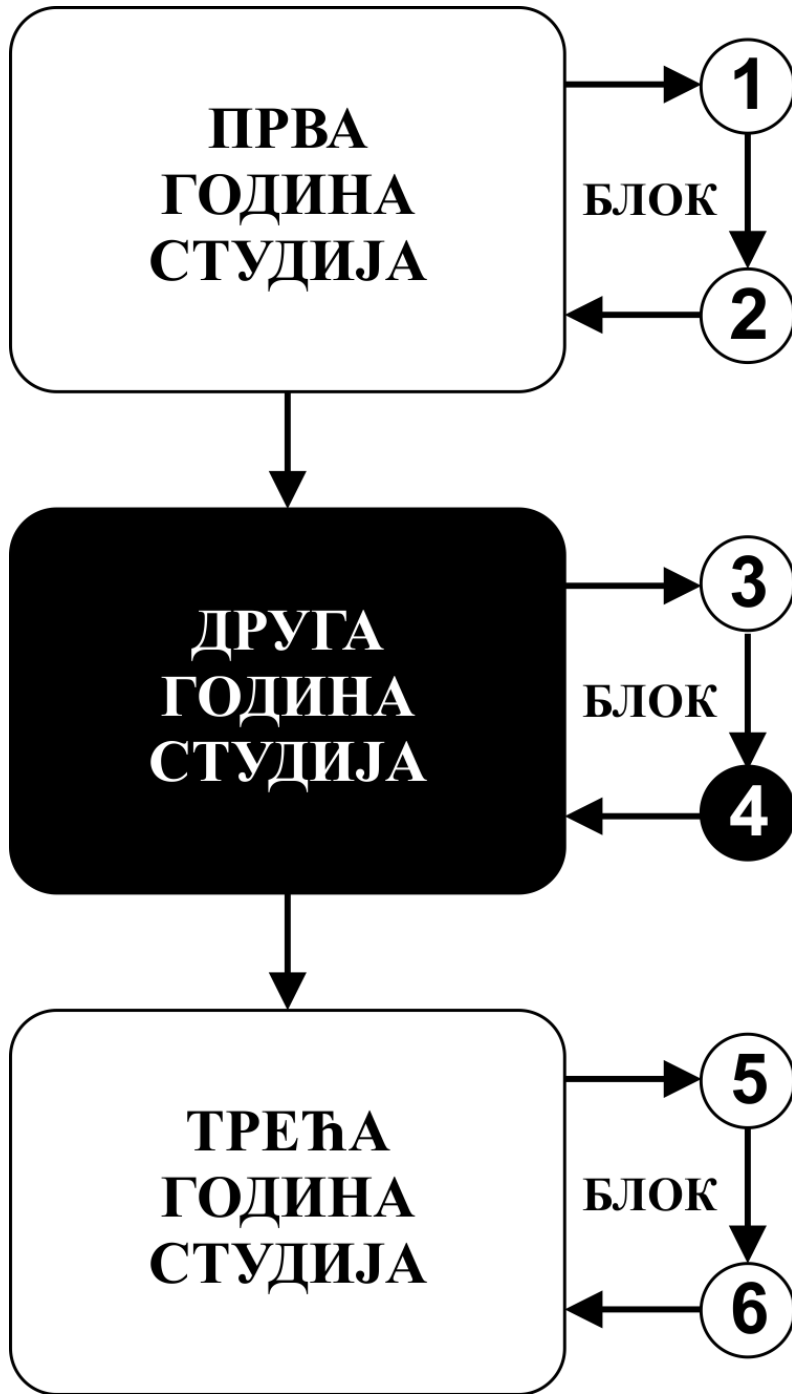 ПРВА
ГОДИНА
СТУДИЈА
1
БЛОК
2
ДРУГА
ГОДИНА
СТУДИЈА
3
БЛОК
4
ТРЕЋА
ГОДИНА
СТУДИЈА
5
БЛОК
6